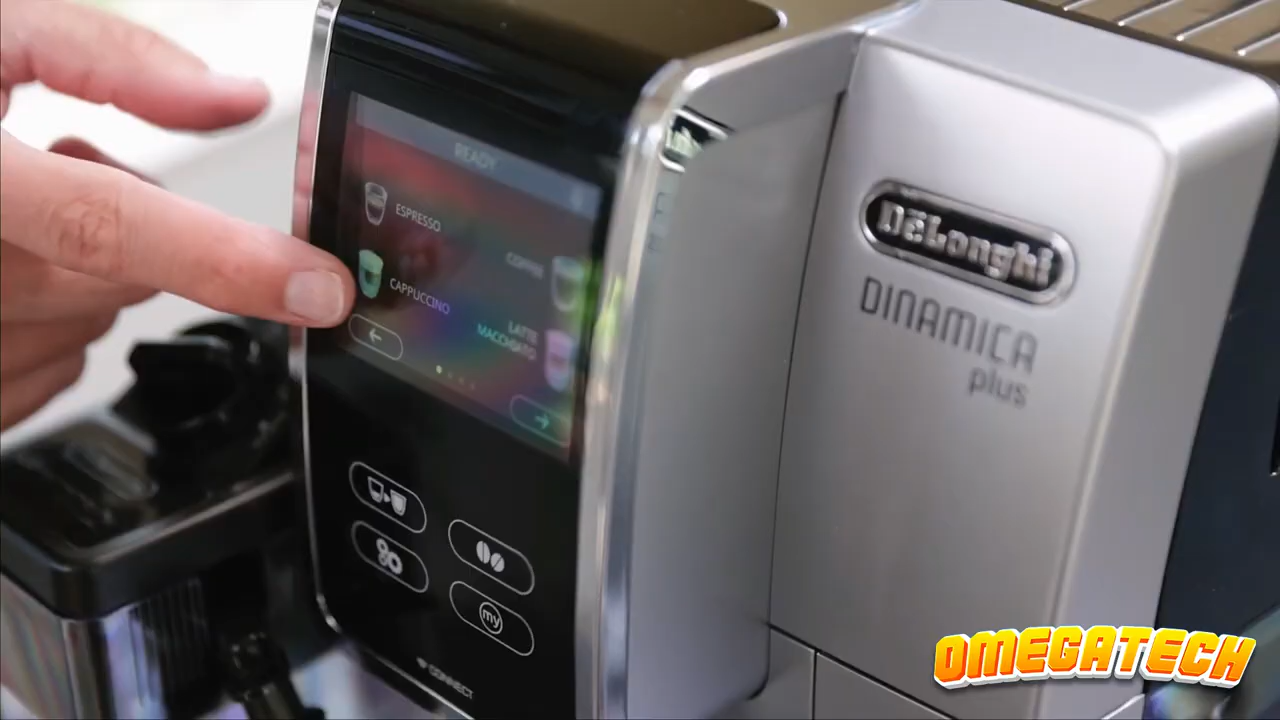 READY
ESPRESSO
COFFEE
CAPPUCCINO
LATTE
MACCHIATO
my
CONNECT
DeLonghi
DINAMICA
plus
OMEGATECH